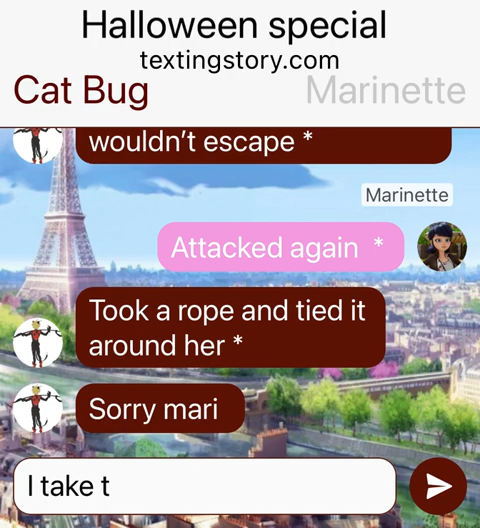 Halloween special
textingstory.com
Cat Bug Marinette
wouldn't escape *
Marinette
Attacked again *
Took a rope and tied it
around her *
Sorry mari
I take t